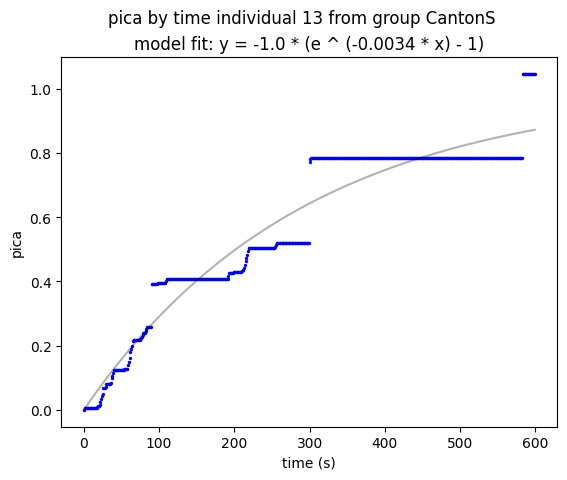 pica by time individual 13 from group CantonS
model fit: y = -1.0 * (e ^ (-0.0034 * x) - 1)
1.0
0.8
0.6
0.4
0.2
0.0
pica
0 100 200 300 400 500 600
time (s)